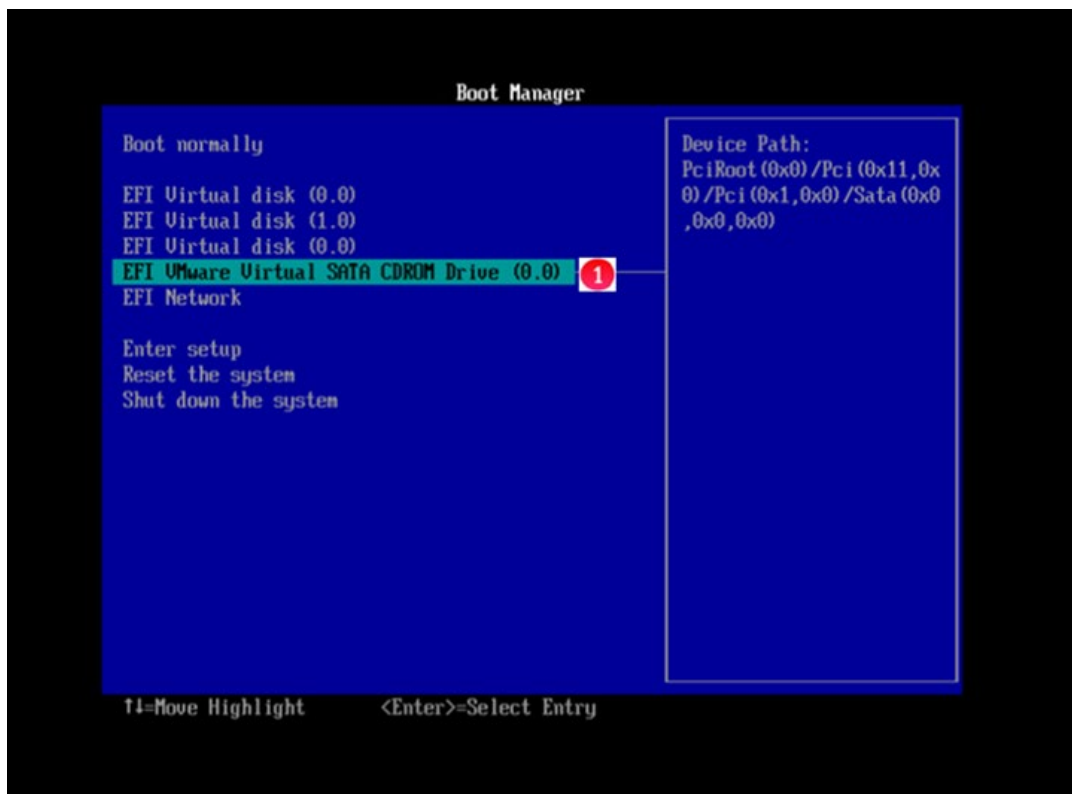 Boot Manager
Boot normally
EFI Virtual disk (0.0)
EFI Virtual disk (1.0)
EFI Virtual disk (0.0)
EFI VMware Virtual SATA CDROM Drive (0.0) 1
EFI Network
Enter setup
Reset the system
Shut down the system
Device Path:
PciRoot(0x0)/Pci(0x11,0x
0)/Pci(0x1,0x0)/Sata(0x0
,0x0,0x0)
↑↓=Move Highlight <Enter>=Select Entry